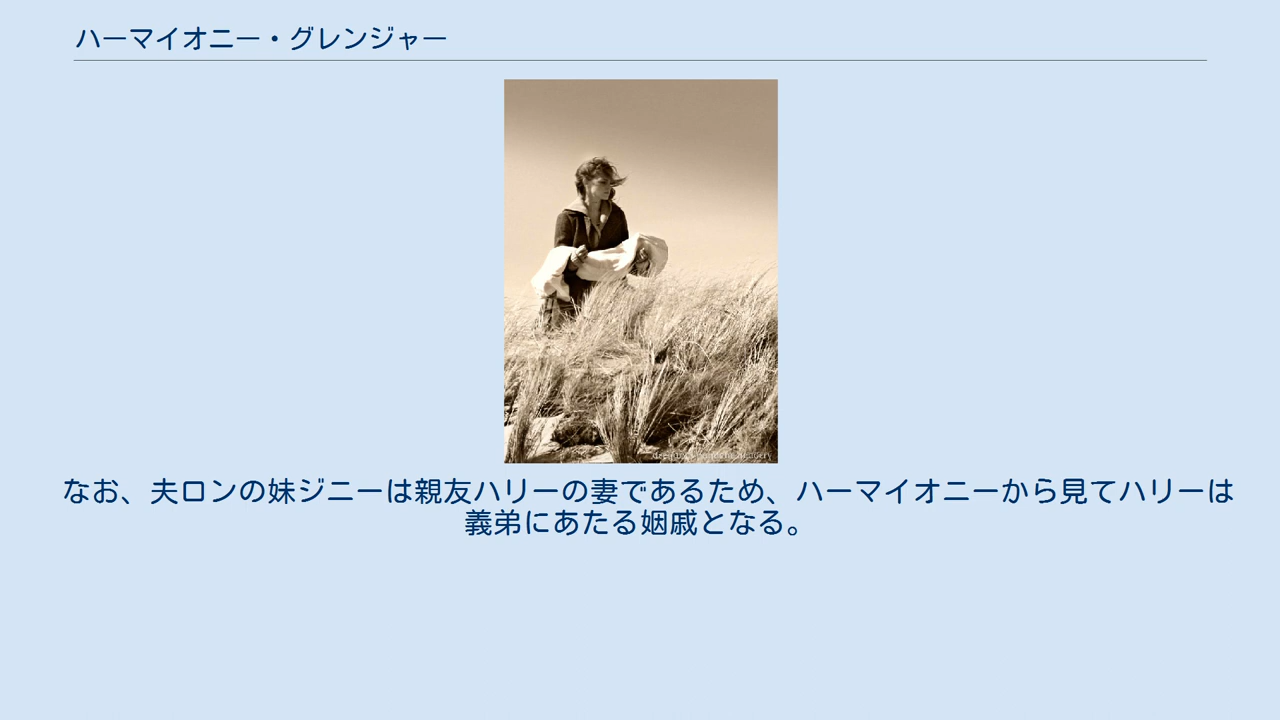 ハーマイオニー・グレンジャー
なお、夫ロンの妹ジニーは親友ハリーの妻であるため、ハーマイオニーから見てハリーは
義弟にあたる姻戚となる。